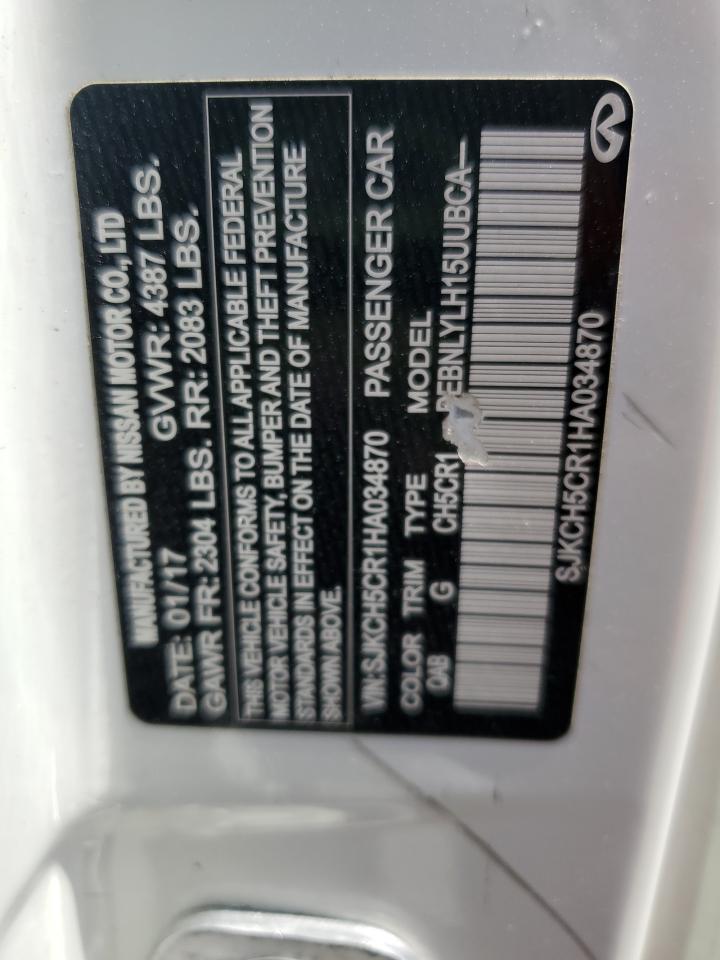 MANUFACTURED BY NISSAN MOTOR CO., LTD
DATE: 01/17 GVWR: 4387 LBS.
GAWR FR: 2304 LBS. RR: 2083 LBS.
THIS VEHICLE CONFORMS TO ALL APPLICABLE FEDERAL
MOTOR VEHICLE SAFETY, BUMPER AND THEFT PREVENTION
STANDARDS IN EFFECT ON THE DATE OF MANUFACTURE
SHOWN ABOVE.
VIN: SJKCH5CR1HA034870 PASSENGER CAR
COLOR TRIM TYPE MODEL
QAB G CH5CR1
SJKCH5CR1HA034870